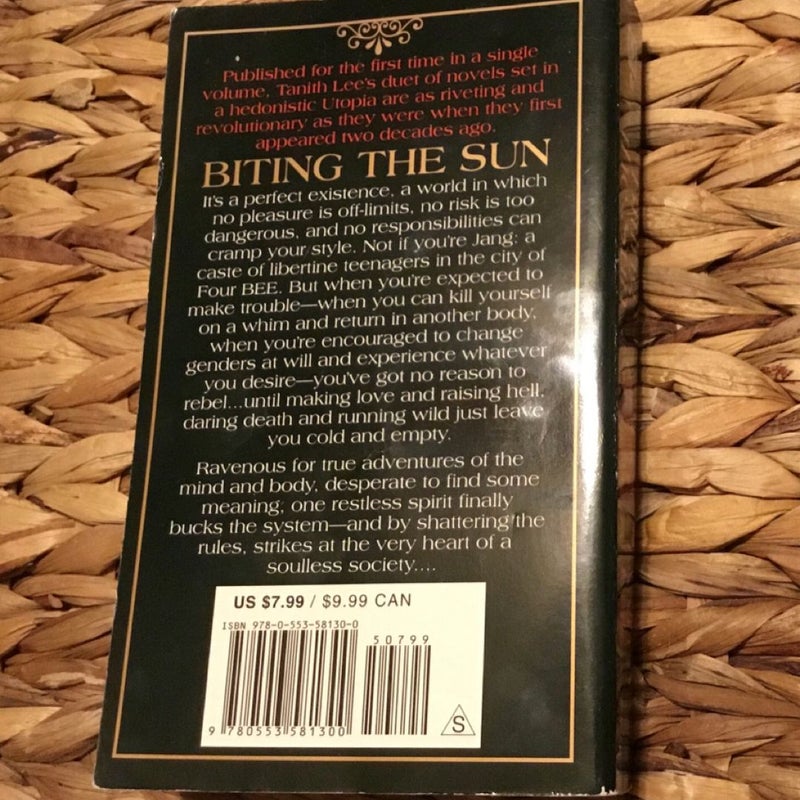 Published for the first time in a single
volume, Tanith Lee's duet of novels set in
a hedonistic Utopia are as riveting and
revolutionary as they were when they first
appeared two decades ago.
BITING THE SUN
It's a perfect existence, a world in which
no pleasure is off-limits, no risk is too
dangerous, and no responsibilities can
cramp your style. Not if you're Jang: a
caste of libertine teenagers in the city of
Four BEE. But when you're expected to
make trouble—when you can kill yourself
on a whim and return in another body,
when you're encouraged to change
genders at will and experience whatever
you desire—you've got no reason to
rebel...until making love and raising hell,
daring death and running wild just leave
you cold and empty.
Ravenous for true adventures of the
mind and body, desperate to find some
meaning, one restless spirit finally
bucks the system—and by shattering the
rules, strikes at the very heart of a
soulless society....
US $7.99 / $9.99 CAN
ISBN 978-0-553-58130-0
50799
9 780553 581300
S